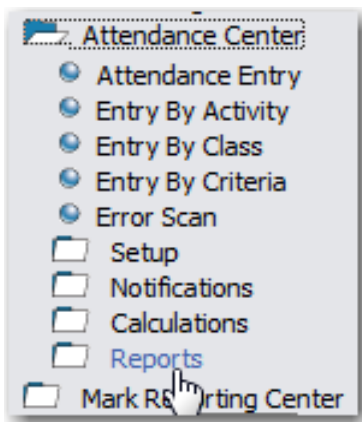 Attendance Center
Attendance Entry
Entry By Activity
Entry By Class
Entry By Criteria
Error Scan
Setup
Notifications
Calculations
Reports
Mark Reporting Center